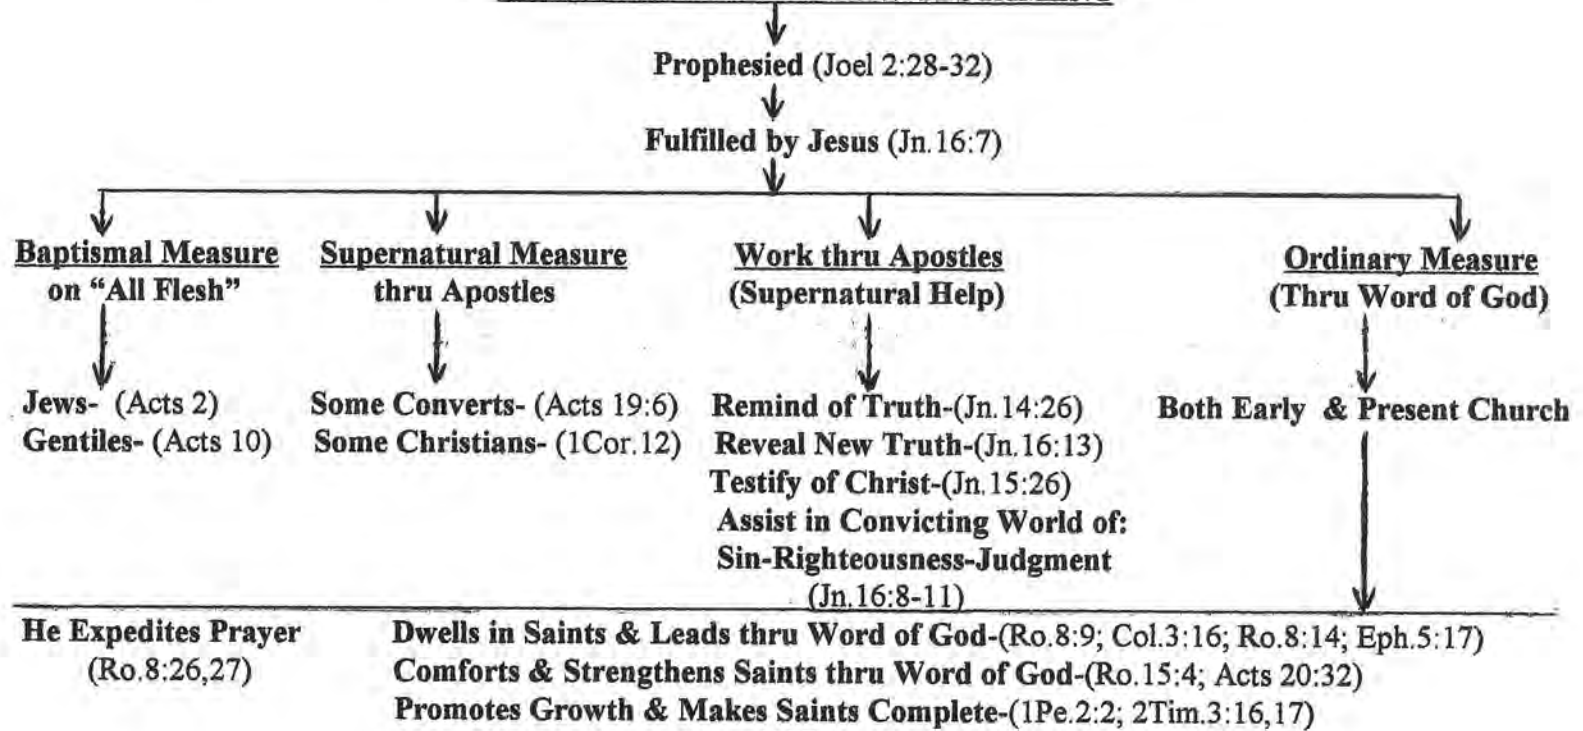 Prophesied (Joel 2:28-32)
Fulfilled by Jesus (Jn.16:7)
Baptismal Measure
on “All Flesh”
Supernatural Measure
thru Apostles
Work thru Apostles
(Supernatural Help)
Ordinary Measure
(Thru Word of God)
Jews- (Acts 2)
Gentiles- (Acts 10)
Some Converts- (Acts 19:6)
Some Christians- (1Cor.12)
Remind of Truth-(Jn.14:26)
Reveal New Truth-(Jn.16:13)
Testify of Christ-(Jn.15:26)
Assist in Convicting World of:
Sin-Righteousness-Judgment
(Jn.16:8-11)
Both Early & Present Church
He Expedites Prayer
(Ro.8:26,27)
Dwells in Saints & Leads thru Word of God-(Ro.8:9; Col.3:16; Ro.8:14; Eph.5:17)
Comforts & Strengthens Saints thru Word of God-(Ro.15:4; Acts 20:32)
Promotes Growth & Makes Saints Complete-(1Pe.2:2; 2Tim.3:16,17)